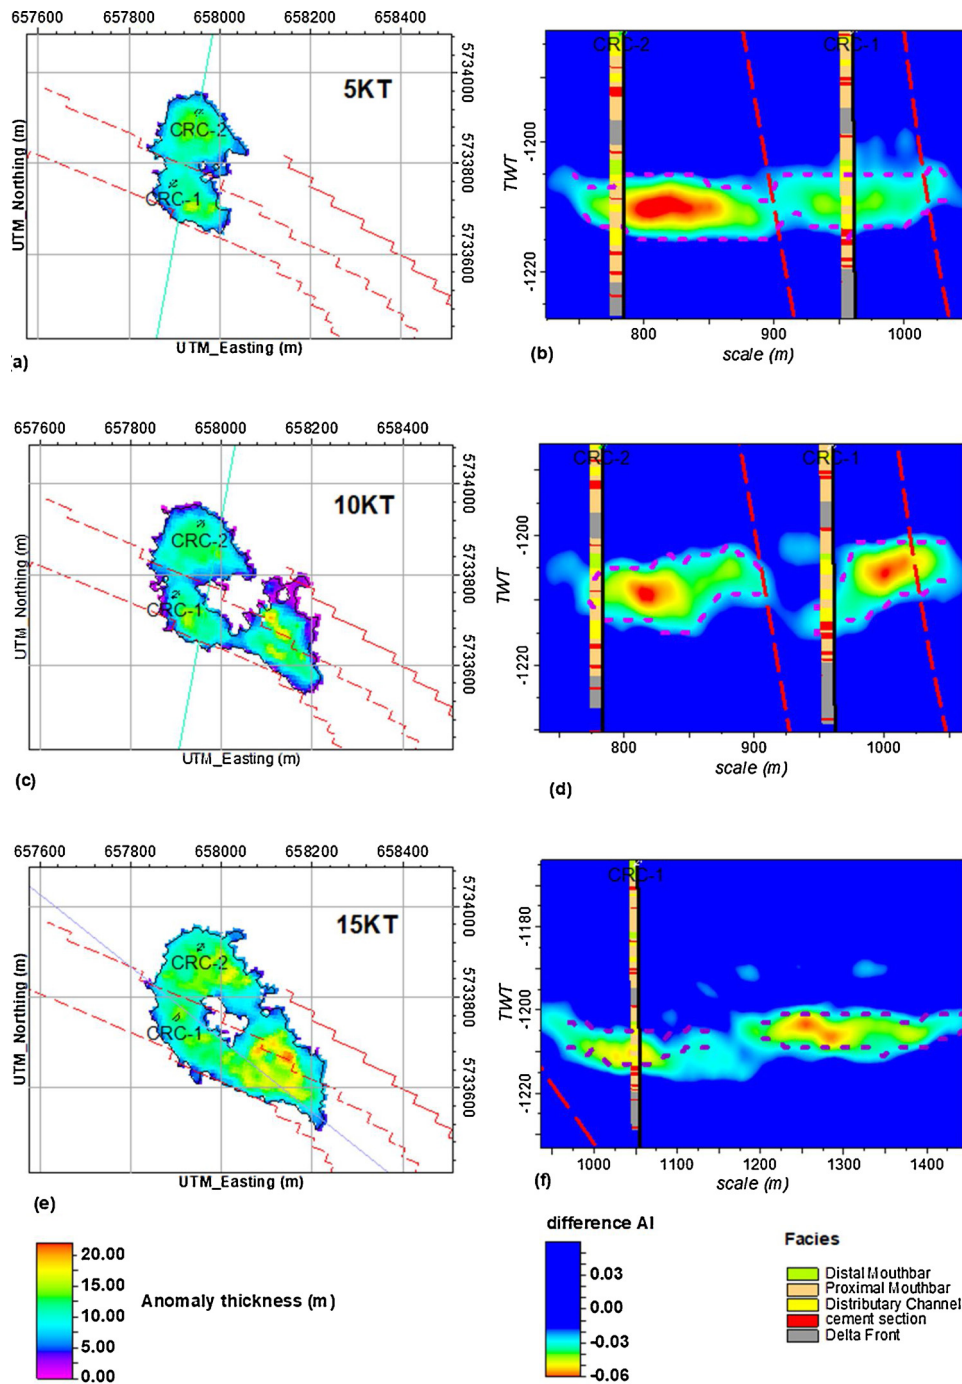 657600 657800 658000 658200 658400
5KT
CRC-2
CRC-1
5734000
5733800
5733600
UTM_Northing (m)
UTM_Easting (m)
(a)
CRC-2 CRC-1
TWT
-1200
-1220
800 900 1000
scale (m)
(b)
657600 657800 658000 658200 658400
10KT
CRC-2
CRC-1
5734000
5733800
5733600
UTM_Northing (m)
UTM_Easting (m)
(c)
CRC-2 CRC-1
TWT
-1200
-1220
800 900 1000
scale (m)
(d)
657600 657800 658000 658200 658400
15KT
CRC-2
CRC-1
5734000
5733800
5733600
UTM_Northing (m)
UTM_Easting (m)
(e)
CRC-1
TWT
-1180
-1200
-1220
1000 1100 1200 1300 1400
scale (m)
(f)
20.00
15.00
10.00
5.00
0.00
Anomaly thickness (m)
difference AI
0.03
0.00
-0.03
-0.06
Facies
Distal Mouthbar
Proximal Mouthbar
Distributary Channel
cement section
Delta Front